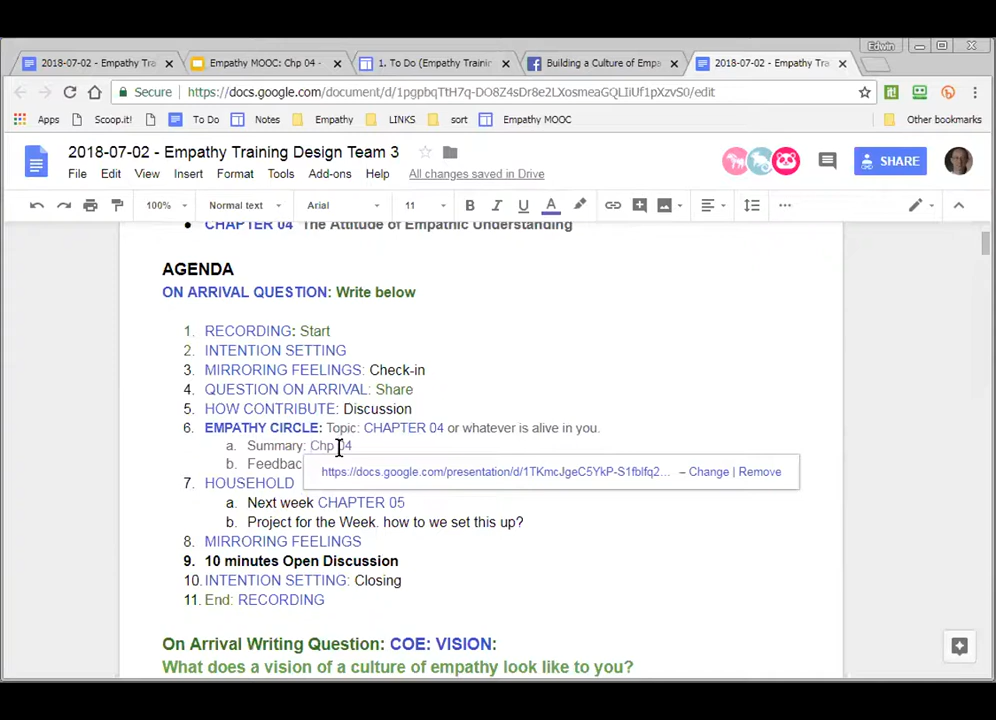 Edwin
2018-07-02 - Empathy Tra
Empathy MOOC: Chp 04 -
1. To Do (Empathy Trainin
Building a Culture of Empa
2018-07-02 - Empathy Tra
Secure https://docs.google.com/document/d/1pgpbqTtH7q-DO8Z4sDr8e2LXosmeaGQLIiUf1pXzvS0/edit
Apps Scoop.it! To Do Notes Empathy LINKS sort Empathy MOOC Other bookmarks
2018-07-02 - Empathy Training Design Team 3
SHARE
File Edit View Insert Format Tools Add-ons Help All changes saved in Drive
100% Normal text Arial 11 B I U A
CHAPTER 04 The Attitude of Empathic Understanding
AGENDA
ON ARRIVAL QUESTION: Write below
1. RECORDING: Start
2. INTENTION SETTING
3. MIRRORING FEELINGS: Check-in
4. QUESTION ON ARRIVAL: Share
5. HOW CONTRIBUTE: Discussion
6. EMPATHY CIRCLE: Topic: CHAPTER 04 or whatever is alive in you.
a. Summary: Chp 04
b. Feedbac
https://docs.google.com/presentation/d/1TKmcJgeC5YkP-S1fblfq2... – Change | Remove
7. HOUSEHOLD
a. Next week CHAPTER 05
b. Project for the Week. how to we set this up?
8. MIRRORING FEELINGS
9. 10 minutes Open Discussion
10. INTENTION SETTING: Closing
11. End: RECORDING
On Arrival Writing Question: COE: VISION:
What does a vision of a culture of empathy look like to you?